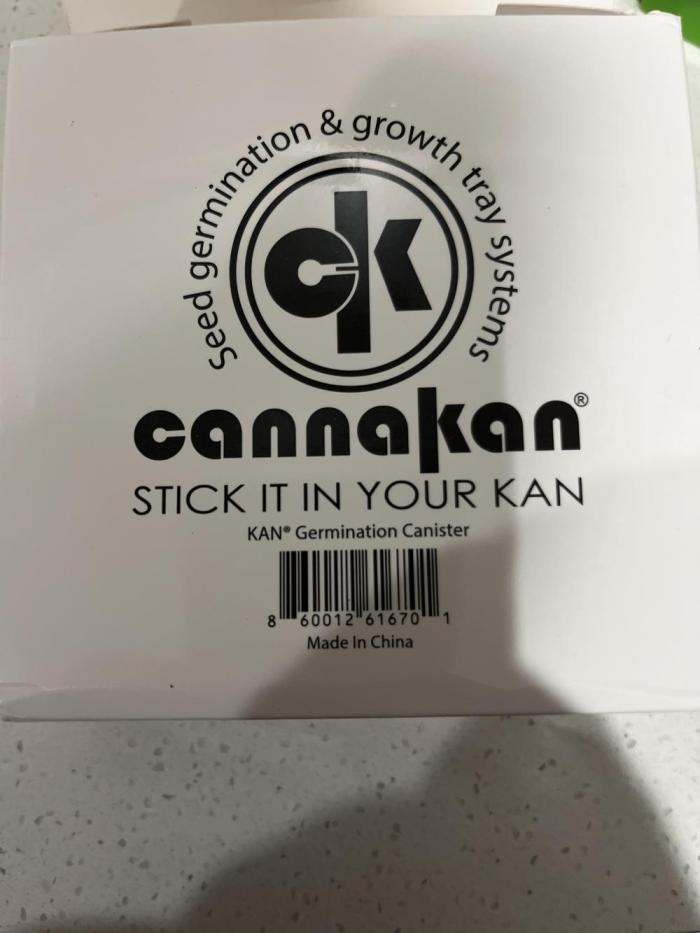 Seed germination & growth tray systems
ck
cannakan®
STICK IT IN YOUR KAN
KAN® Germination Canister
8 60012 61670 1
Made In China